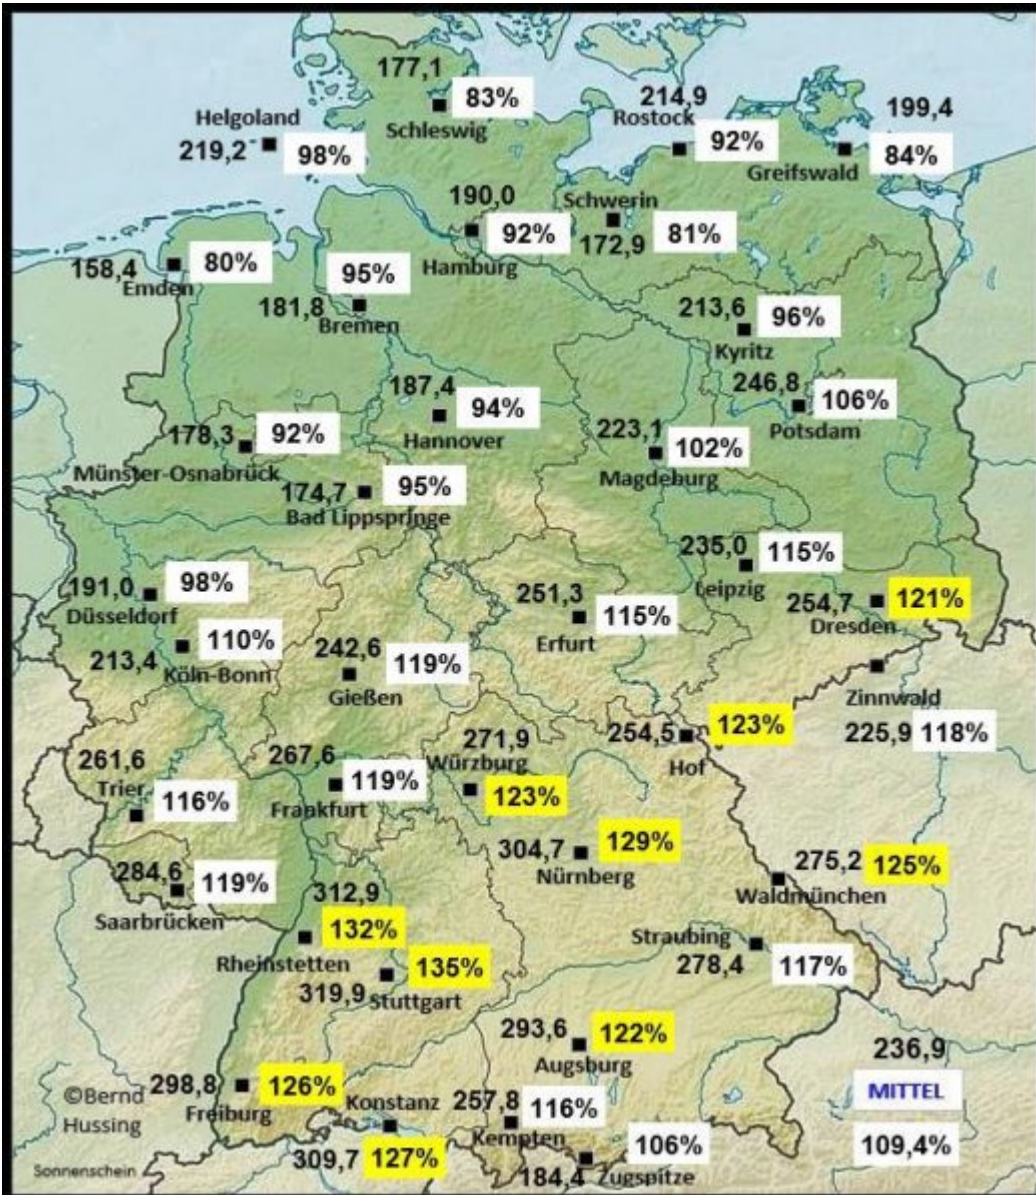 177,1
83%
Schleswig
Helgoland
219,2
98%
214,9
Rostock
92%
199,4
Greifswald
84%
190,0
92%
Hamburg
Schwerin
172,9
81%
158,4
80%
Emden
95%
181,8
Bremen
213,6
96%
Kyritz
246,8
106%
Potsdam
187,4
94%
Hannover
178,3
92%
Münster-Osnabrück
223,1
102%
Magdeburg
174,7
95%
Bad Lippspringe
235,0
115%
Leipzig
191,0
98%
Düsseldorf
251,3
115%
Erfurt
254,7
121%
Dresden
110%
213,4
Köln-Bonn
242,6
119%
Gießen
Zinnwald
225,9
118%
254,5
123%
Hof
261,6
Trier
116%
267,6
119%
Frankfurt
271,9
Würzburg
123%
304,7
129%
Nürnberg
275,2
125%
Waldmünchen
284,6
119%
Saarbrücken
312,9
132%
Rheinstetten
135%
319,9
Stuttgart
Straubing
278,4
117%
293,6
122%
Augsburg
298,8
126%
Freiburg
Konstanz
309,7
127%
257,8
116%
Kempten
106%
184,4
Zugspitze
236,9
MITTEL
109,4%
©Bernd
Hussing
Sonnenschein